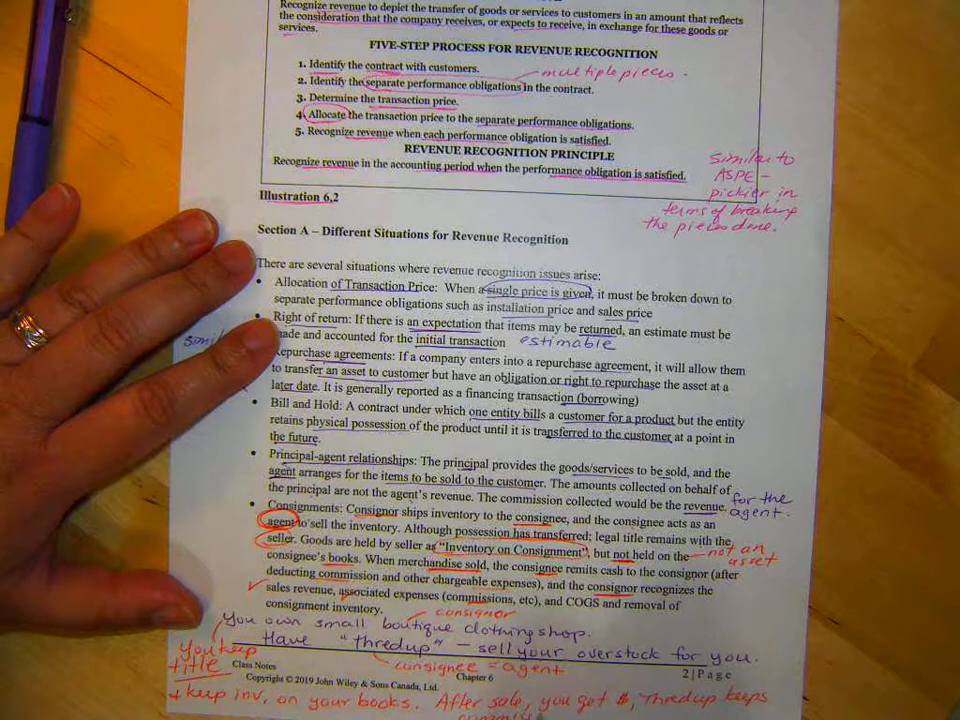 Recognize revenue to depict the transfer of goods or services to customers in an amount that reflects
the consideration that the company receives, or expects to receive, in exchange for these goods or
services.
FIVE-STEP PROCESS FOR REVENUE RECOGNITION
1. Identify the contract with customers.
multiple pieces.
2. Identify the separate performance obligations in the contract.
3. Determine the transaction price.
4. Allocate the transaction price to the separate performance obligations.
5. Recognize revenue when each performance obligation is satisfied.
REVENUE RECOGNITION PRINCIPLE
Recognize revenue in the accounting period when the performance obligation is satisfied.
similar to
ASPE -
pickier in
terms of breaking
the pieces done.
Illustration 6.2
Section A – Different Situations for Revenue Recognition
There are several situations where revenue recognition issues arise:
• Allocation of Transaction Price: When a single price is given, it must be broken down to
separate performance obligations such as installation price and sales price
• Right of return: If there is an expectation that items may be returned, an estimate must be
made and accounted for the initial transaction estimable
Repurchase agreements: If a company enters into a repurchase agreement, it will allow them
to transfer an asset to customer but have an obligation or right to repurchase the asset at a
later date. It is generally reported as a financing transaction (borrowing)
• Bill and Hold: A contract under which one entity bills a customer for a product but the entity
retains physical possession of the product until it is transferred to the customer at a point in
the future.
• Principal-agent relationships: The principal provides the goods/services to be sold, and the
agent arranges for the items to be sold to the customer. The amounts collected on behalf of
the principal are not the agent's revenue. The commission collected would be the revenue. for the
agent.
• Consignments: Consignor ships inventory to the consignee, and the consignee acts as an
agent to sell the inventory. Although possession has transferred; legal title remains with the
seller. Goods are held by seller as "Inventory on Consignment", but not held on the not an
asset
consignee's books. When merchandise sold, the consignee remits cash to the consignor (after
deducting commission and other chargeable expenses), and the consignor recognizes the
sales revenue, associated expenses (commissions, etc), and COGS and removal of
consignment inventory.
consignor
You own small boutique clothing shop.
Have "thredup" – sell your overstock for you.
consignee = agent
you keep
title
Class Notes Chapter 6 2 | Page
Copyright © 2019 John Wiley & Sons Canada, Ltd.
+ keep inv, on your books. After sale, you get $, Thredup keeps